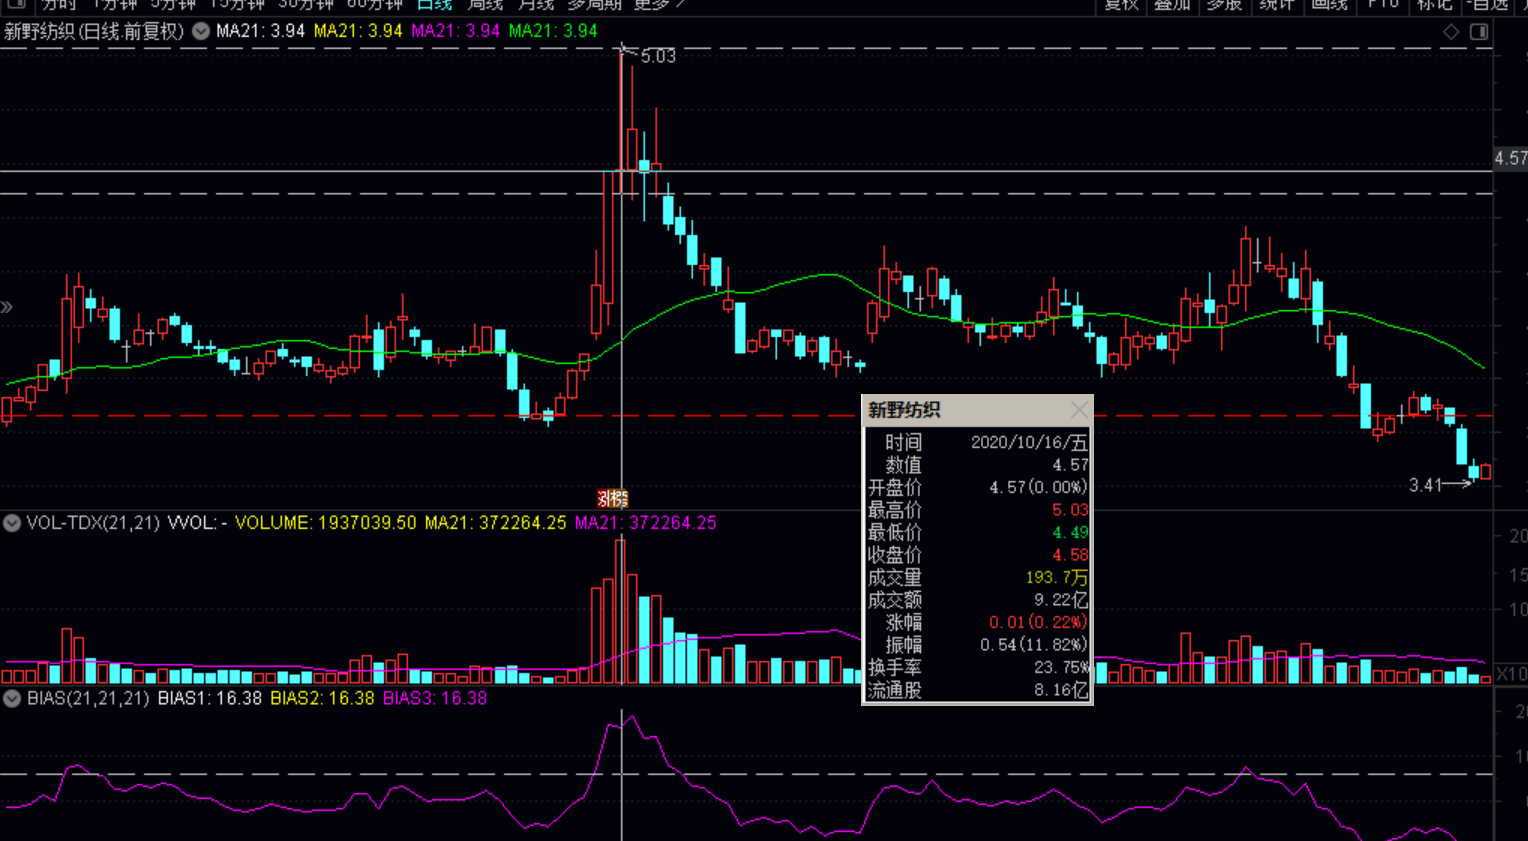 分时 1分钟 5分钟 15分钟 30分钟 60分钟 日线 周线 月线 多周期 更多 复权 叠加 多股 统计 画线 F10 标记 -自选
新野纺织(日线.前复权) MA21: 3.94 MA21: 3.94 MA21: 3.94 MA21: 3.94
5.03
4.57
新野纺织
时间 2020/10/16/五
数值 4.57
开盘价 4.57(0.00%)
最高价 5.03
最低价 4.49
收盘价 4.58
成交量 193.7万
成交额 9.22亿
涨幅 0.01(0.22%)
振幅 0.54(11.82%)
换手率 23.75%
流通股 8.16亿
3.41
涨榜
VOL-TDX(21,21) VVOL: - VOLUME: 1937039.50 MA21: 372264.25 MA21: 372264.25
20
15
10
X10
BIAS(21,21,21) BIAS1: 16.38 BIAS2: 16.38 BIAS3: 16.38
2
1